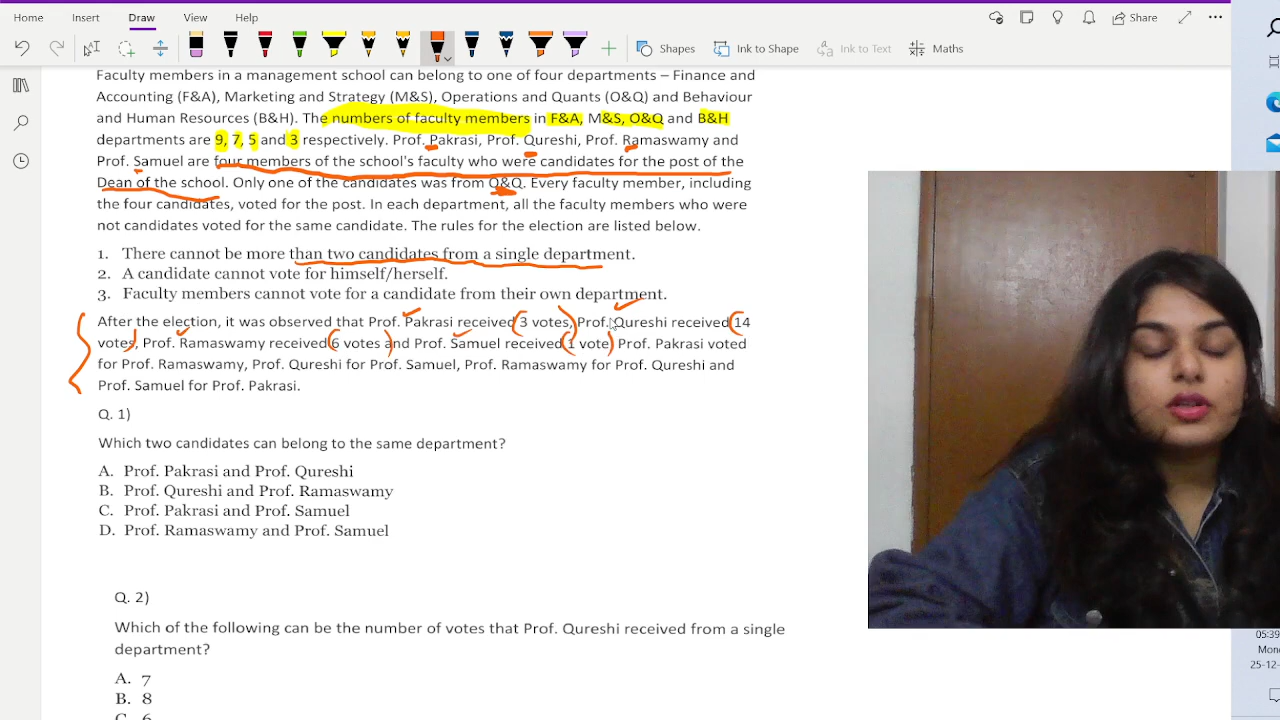 Home Insert Draw View Help
Share
Shapes Ink to Shape Ink to Text Maths
Faculty members in a management school can belong to one of four departments – Finance and
Accounting (F&A), Marketing and Strategy (M&S), Operations and Quants (O&Q) and Behaviour
and Human Resources (B&H). The numbers of faculty members in F&A, M&S, O&Q and B&H
departments are 9, 7, 5 and 3 respectively. Prof. Pakrasi, Prof. Qureshi, Prof. Ramaswamy and
Prof. Samuel are four members of the school's faculty who were candidates for the post of the
Dean of the school. Only one of the candidates was from O&Q. Every faculty member, including
the four candidates, voted for the post. In each department, all the faculty members who were
not candidates voted for the same candidate. The rules for the election are listed below.
1. There cannot be more than two candidates from a single department.
2. A candidate cannot vote for himself/herself.
3. Faculty members cannot vote for a candidate from their own department.
After the election, it was observed that Prof. Pakrasi received 3 votes, Prof. Qureshi received 14
votes, Prof. Ramaswamy received 6 votes and Prof. Samuel received 1 vote. Prof. Pakrasi voted
for Prof. Ramaswamy, Prof. Qureshi for Prof. Samuel, Prof. Ramaswamy for Prof. Qureshi and
Prof. Samuel for Prof. Pakrasi.
Q. 1)
Which two candidates can belong to the same department?
A. Prof. Pakrasi and Prof. Qureshi
B. Prof. Qureshi and Prof. Ramaswamy
C. Prof. Pakrasi and Prof. Samuel
D. Prof. Ramaswamy and Prof. Samuel
Q. 2)
Which of the following can be the number of votes that Prof. Qureshi received from a single
department?
A. 7
B. 8
C. 6
05:39
Mon
25-12-